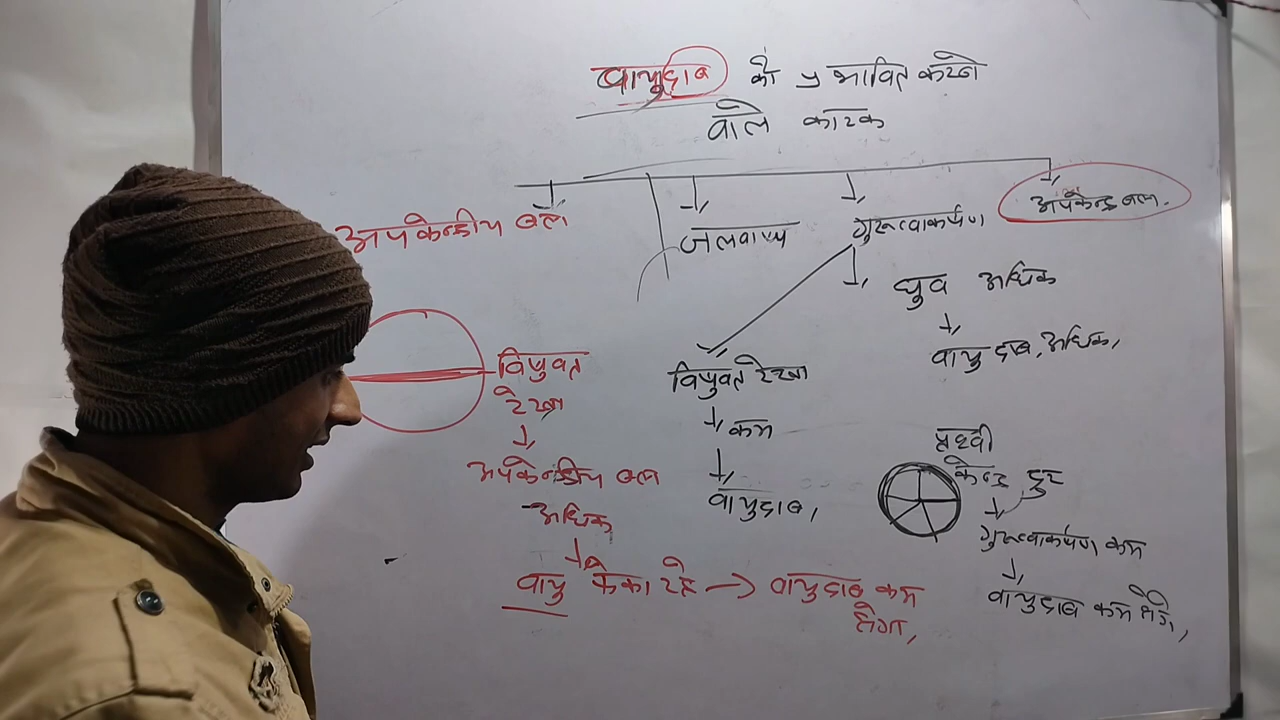 वायुदाब को प्रभावित करने
वाले कारक
अपकेन्द्रीय बल
जलवाष्प
गुरूत्वाकर्षण
अपकेन्द्र बल.
ध्रुव अधिक
वायुदाब अधिक,
विषुवत
रेखा
अपकेन्द्रीय बल
अधिक
वायु फेंका रहे → वायुदाब कम
होगा,
विषुवत रेखा
कम
वायुदाब,
पृथ्वी
केन्द्र दुर
गुरूत्वाकर्षण कम
वायुदाब कम होगे,